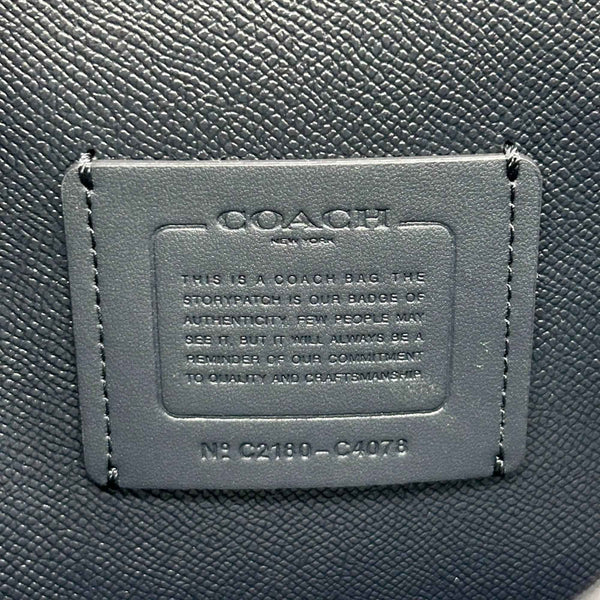 COACH
NEW YORK
THIS IS A COACH BAG. THE
STORYPATCH IS OUR BADGE OF
AUTHENTICITY. FEW PEOPLE MAY
SEE IT, BUT IT WILL ALWAYS BE A
REMINDER OF OUR COMMITMENT
TO QUALITY AND CRAFTSMANSHIP.
Nº C2180-C4078